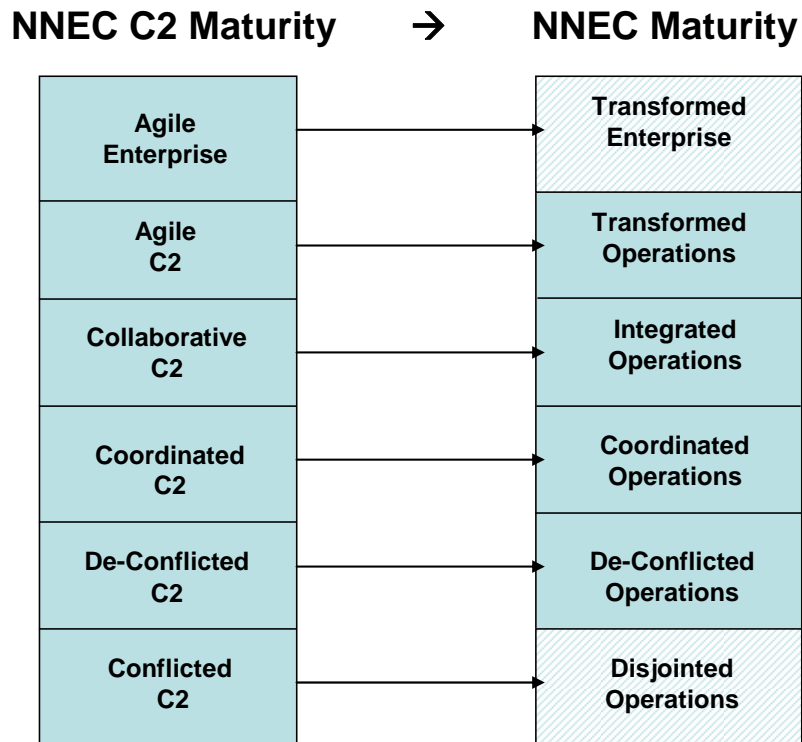 NNEC C2 Maturity → NNEC Maturity
Agile
Enterprise
Transformed
Enterprise
Agile
C2
Transformed
Operations
Collaborative
C2
Integrated
Operations
Coordinated
C2
Coordinated
Operations
De-Conflicted
C2
De-Conflicted
Operations
Conflicted
C2
Disjointed
Operations